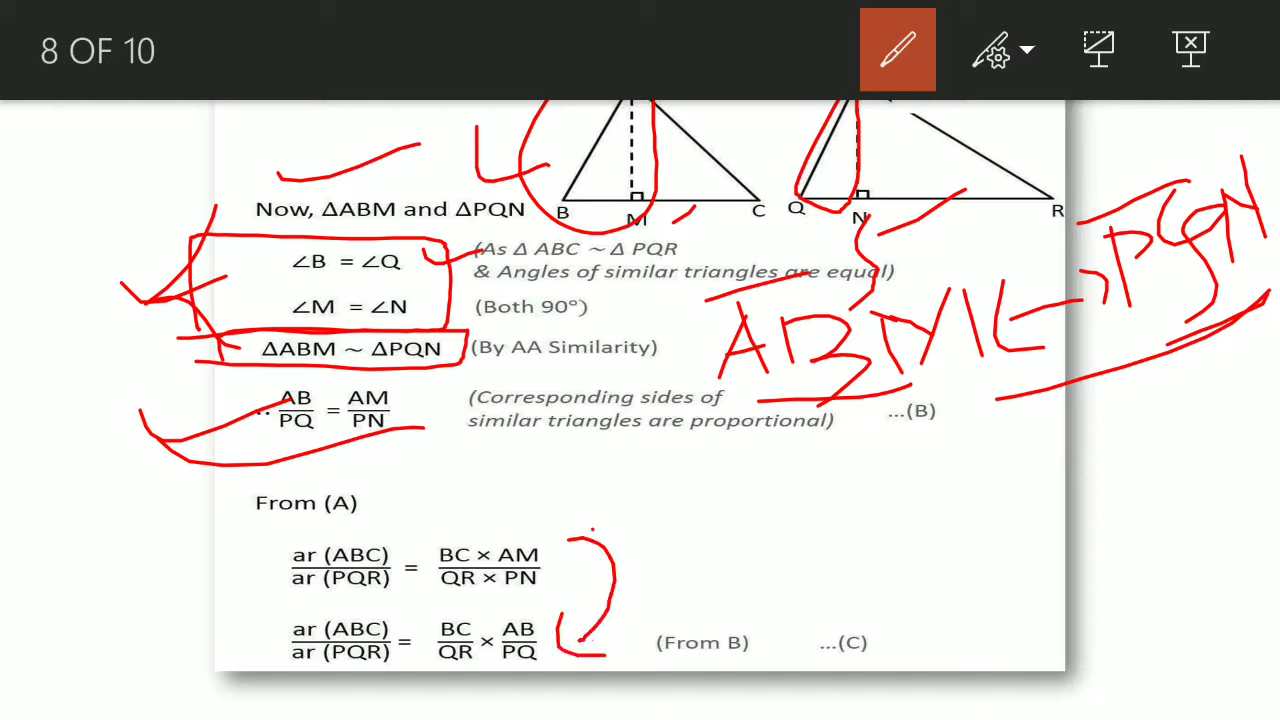 8 OF 10
B M C Q N R
Now, ΔABM and ΔPQN
∠B = ∠Q (As Δ ABC ~ Δ PQR
& Angles of similar triangles are equal)
∠M = ∠N (Both 90°)
ΔABM ~ ΔPQN (By AA Similarity)
ABM PQN
∴ AB/PQ = AM/PN (Corresponding sides of
similar triangles are proportional) ...(B)
From (A)
ar (ABC)/ar (PQR) = BC × AM/QR × PN
ar (ABC)/ar (PQR) = BC/QR × AB/PQ (From B) ...(C)